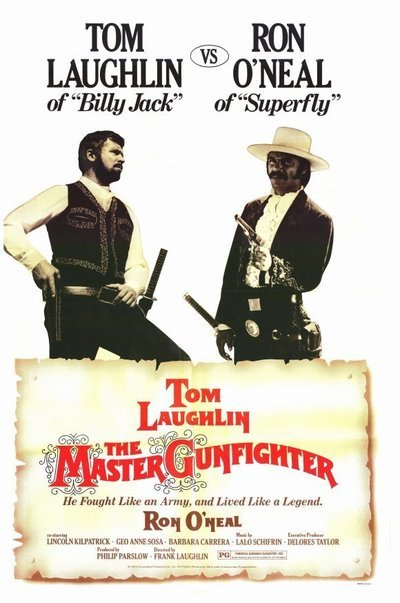 TOM
LAUGHLIN
of "Billy Jack"
VS
RON
O'NEAL
of "Superfly"
TOM
LAUGHLIN
THE
MASTER GUNFIGHTER
He Fought Like an Army, and Lived Like a Legend.
RON O'NEAL
co-starring
LINCOLN KILPATRICK · GEO ANNE SOSA · BARBARA CARRERA
Music by
LALO SCHIFRIN
Executive Producer
DELORES TAYLOR
Produced by
PHILIP PARSLOW
Directed by
FRANK LAUGHLIN
PG